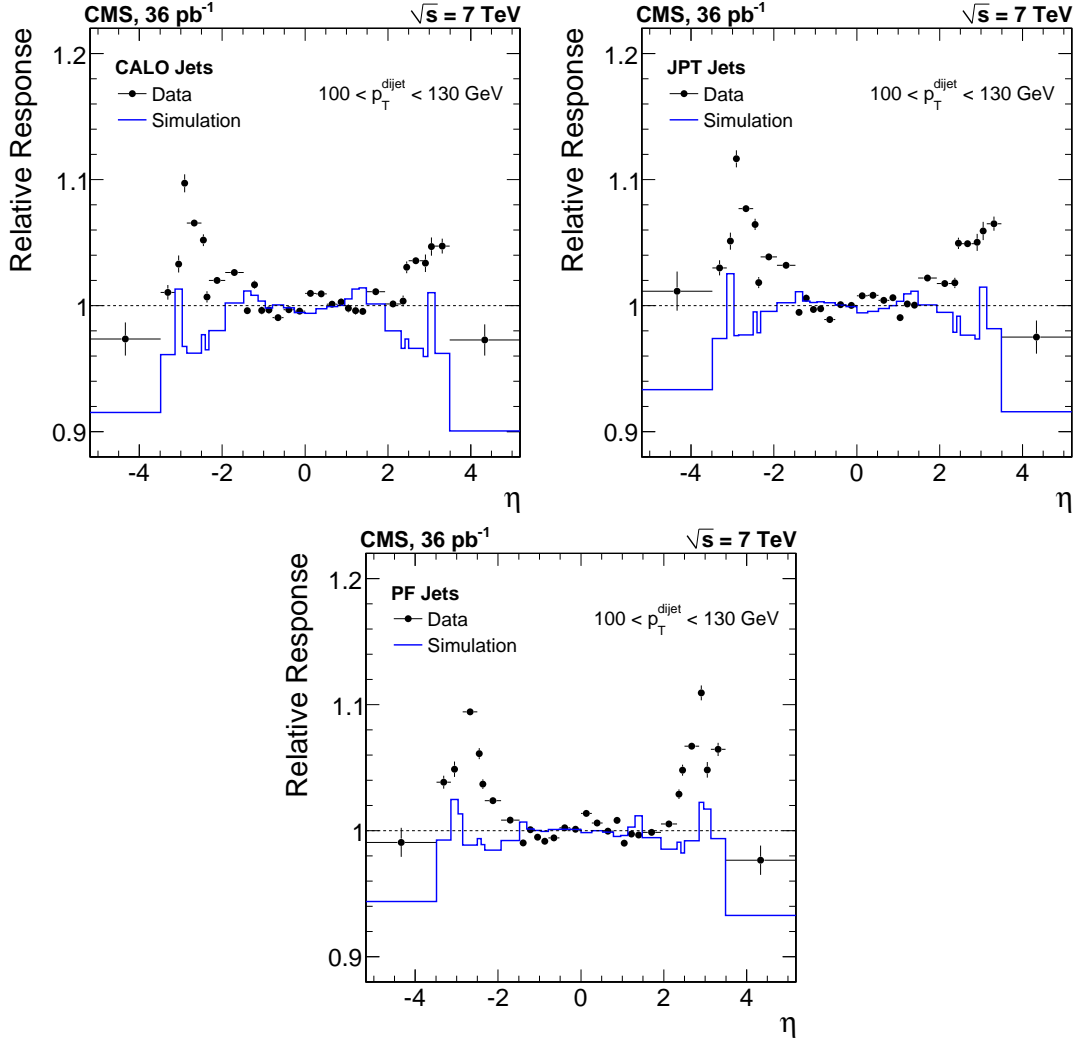 CMS, 36 pb⁻¹ √s = 7 TeV
Relative Response
CALO Jets
Data
Simulation
100 < p_T^dijet < 130 GeV
1.2
1.1
1
0.9
-4 -2 0 2 4
η
CMS, 36 pb⁻¹ √s = 7 TeV
Relative Response
JPT Jets
Data
Simulation
100 < p_T^dijet < 130 GeV
1.2
1.1
1
0.9
-4 -2 0 2 4
η
CMS, 36 pb⁻¹ √s = 7 TeV
Relative Response
PF Jets
Data
Simulation
100 < p_T^dijet < 130 GeV
1.2
1.1
1
0.9
-4 -2 0 2 4
η